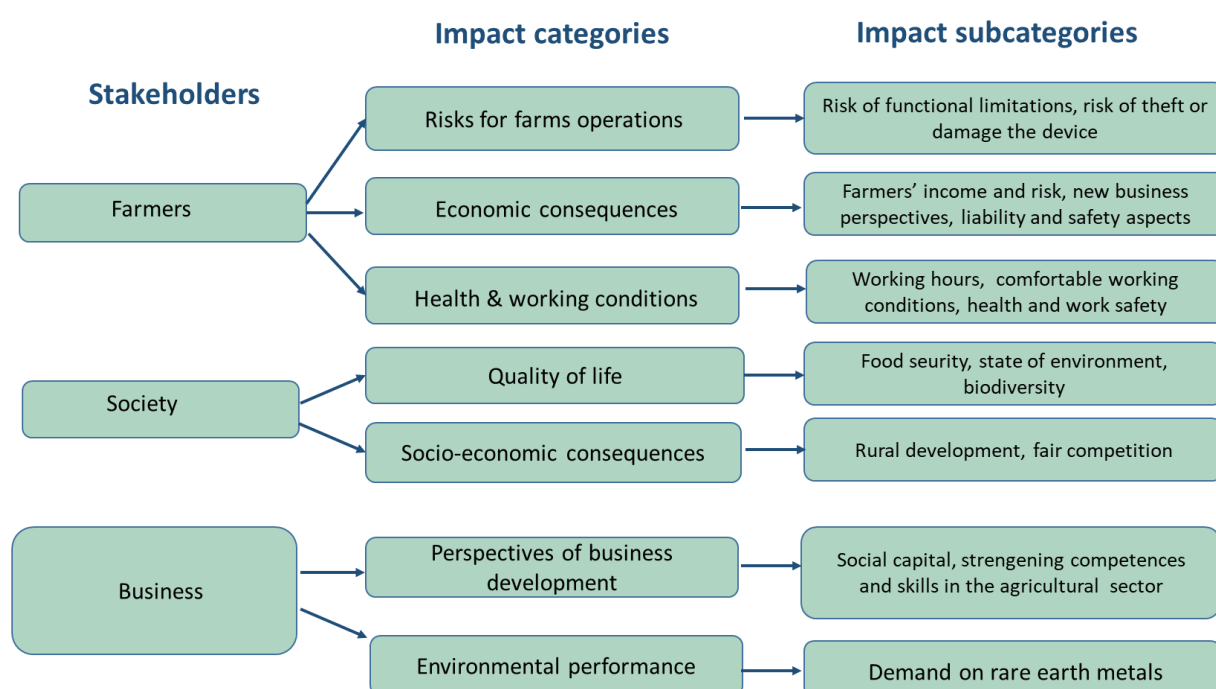 Impact categories
Impact subcategories
Stakeholders
Risks for farms operations
Risk of functional limitations, risk of theft or
damage the device
Farmers
Economic consequences
Farmers’ income and risk, new business
perspectives, liability and safety aspects
Health & working conditions
Working hours, comfortable working
conditions, health and work safety
Society
Quality of life
Food seurity, state of environment,
biodiversity
Socio-economic consequences
Rural development, fair competition
Business
Perspectives of business
development
Social capital, strengening competences
and skills in the agricultural sector
Environmental performance
Demand on rare earth metals